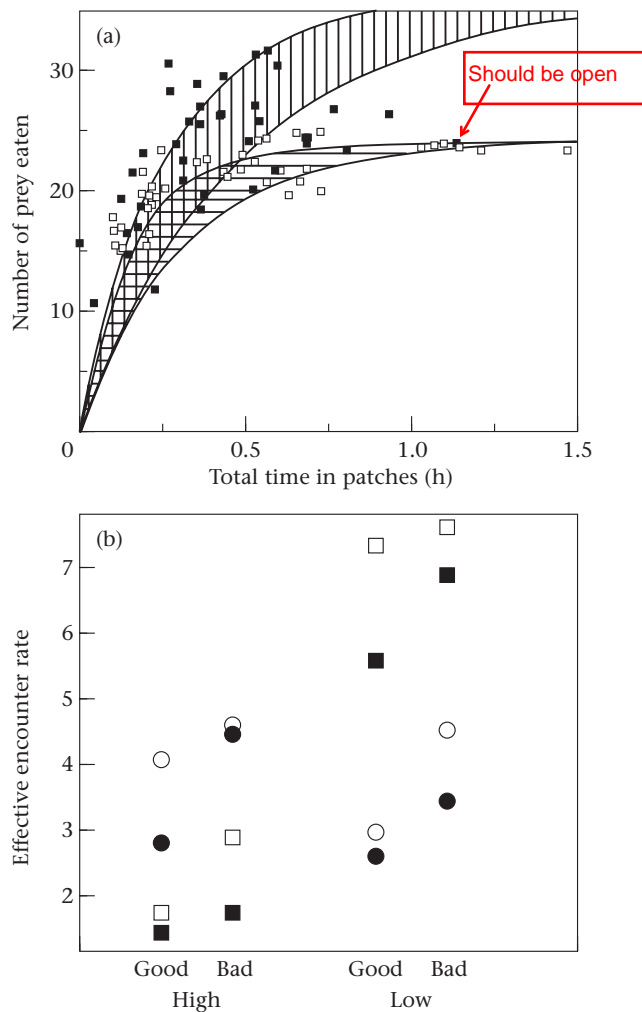 (a)
Should be open
30
20
10
0
0.5
1.0
1.5
Number of prey eaten
Total time in patches (h)
(b)
7
6
5
4
3
2
Effective encounter rate
Good Bad Good Bad
High Low